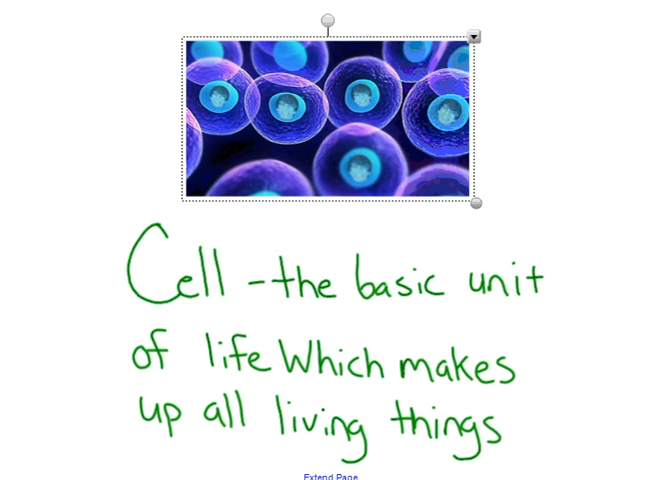 Cell - the basic unit
of life Which makes
up all living things
Extend Page